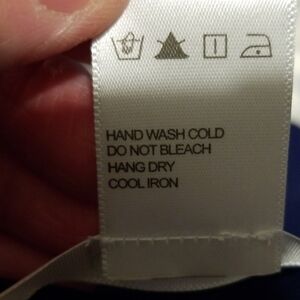 HAND WASH COLD
DO NOT BLEACH
HANG DRY
COOL IRON